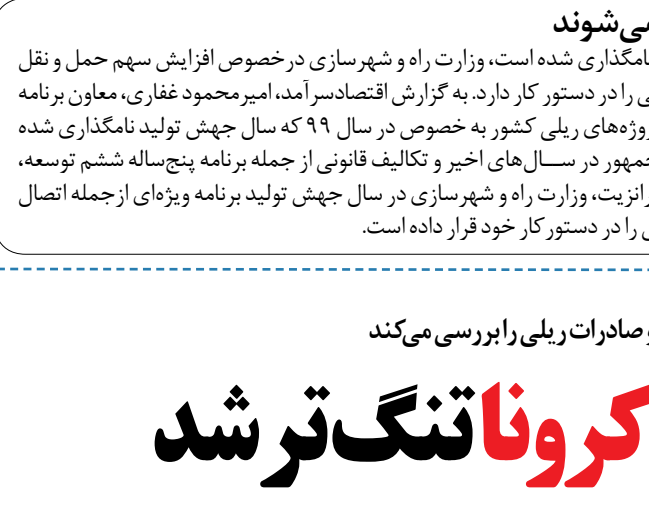 می‌شوند
نامگذاری شده است، وزارت راه و شهرسازی درخصوص افزایش سهم حمل و نقل
را در دستور کار دارد. به گزارش اقتصادسرآمد، امیرمحمود غفاری، معاون برنامه
روژه‌های ریلی کشور به خصوص در سال ۹۹ که سال جهش تولید نامگذاری شده
جمهور در ســال‌های اخیر و تکالیف قانونی از جمله برنامه پنج‌ساله ششم توسعه،
رانزیت، وزارت راه و شهرسازی در سال جهش تولید برنامه ویژه‌ای ازجمله اتصال
را در دستور کار خود قرار داده است.
و صادرات ریلی را بررسی می‌کند
کرونا تنگ‌تر شد